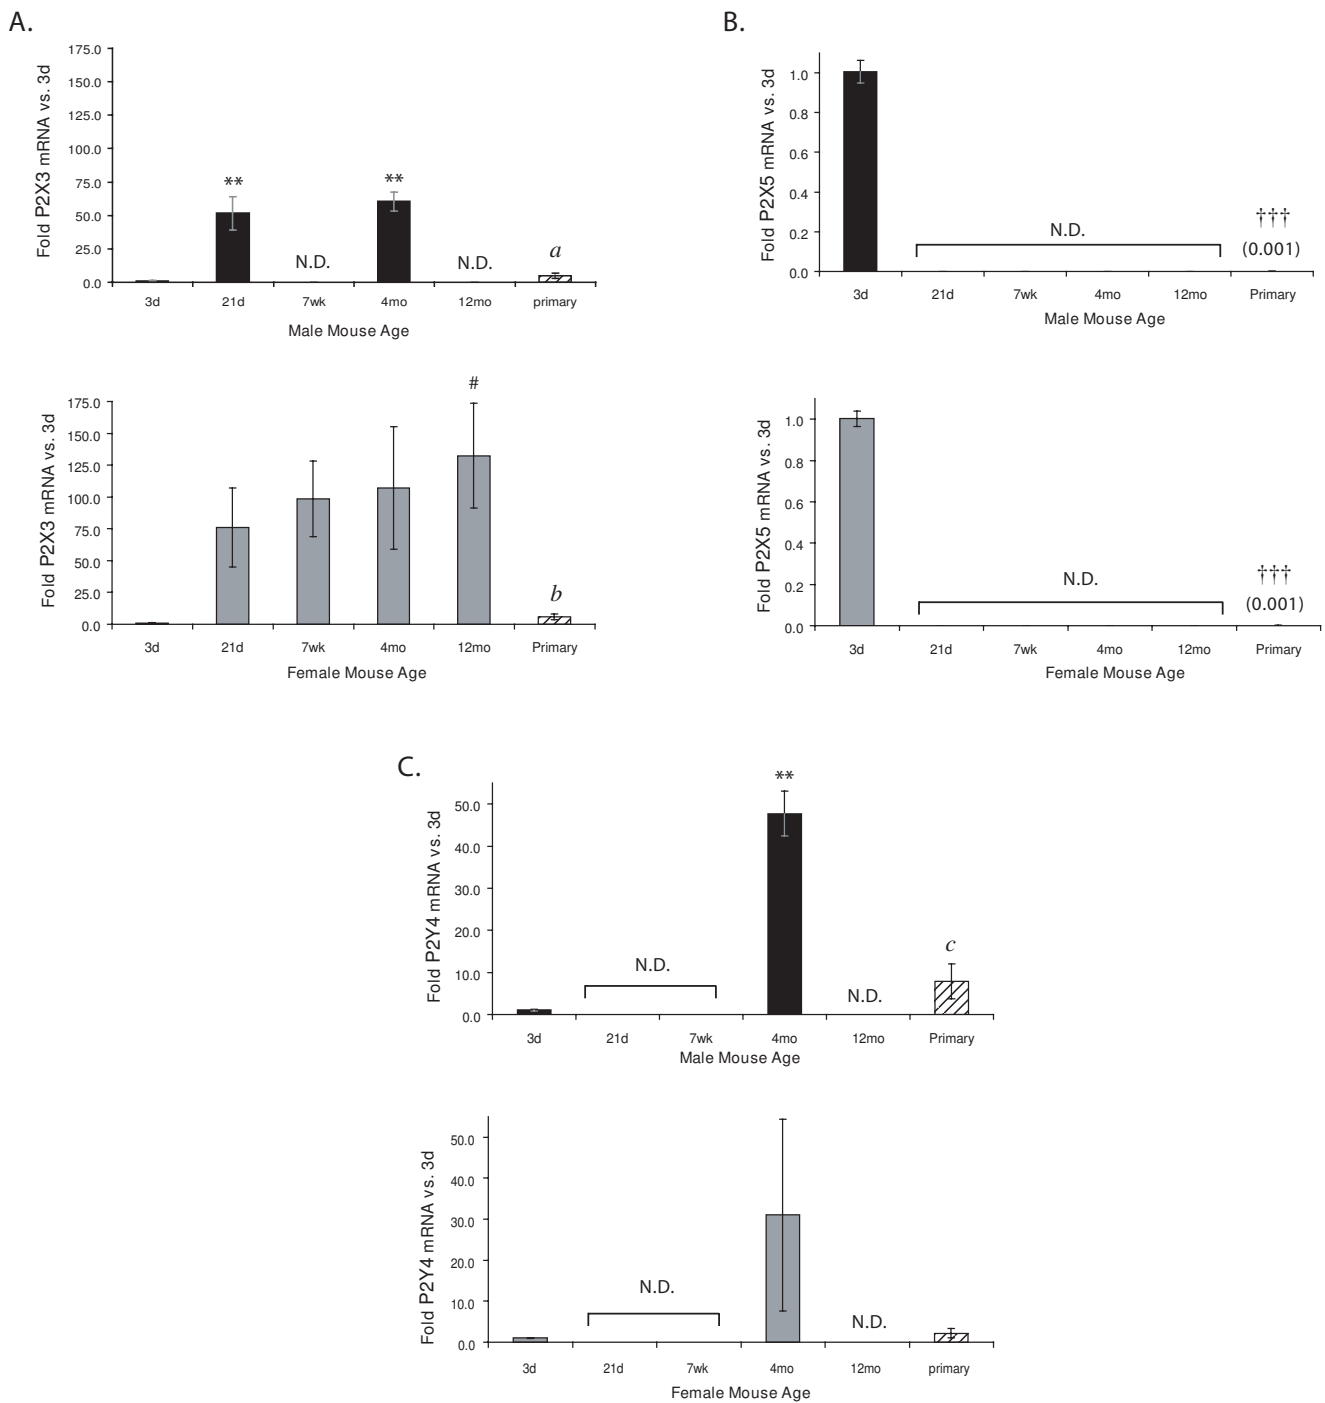 A.
Fold P2X3 mRNA vs. 3d
175.0
150.0
125.0
100.0
75.0
50.0
25.0
0.0
**
N.D.
**
N.D.
a
3d 21d 7wk 4mo 12mo primary
Male Mouse Age
Fold P2X3 mRNA vs. 3d
175.0
150.0
125.0
100.0
75.0
50.0
25.0
0.0
#
b
3d 21d 7wk 4mo 12mo Primary
Female Mouse Age
B.
Fold P2X5 mRNA vs. 3d
1.0
0.8
0.6
0.4
0.2
0.0
N.D.
†††
(0.001)
3d 21d 7wk 4mo 12mo Primary
Male Mouse Age
Fold P2X5 mRNA vs. 3d
1.0
0.8
0.6
0.4
0.2
0.0
N.D.
†††
(0.001)
3d 21d 7wk 4mo 12mo Primary
Female Mouse Age
C.
Fold P2Y4 mRNA vs. 3d
50.0
40.0
30.0
20.0
10.0
0.0
N.D.
**
N.D.
c
3d 21d 7wk 4mo 12mo Primary
Male Mouse Age
Fold P2Y4 mRNA vs. 3d
50.0
40.0
30.0
20.0
10.0
0.0
N.D.
N.D.
3d 21d 7wk 4mo 12mo primary
Female Mouse Age